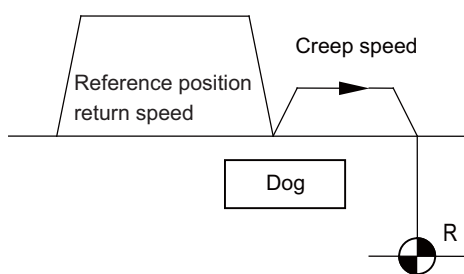 Creep speed
Reference position
return speed
Dog
R